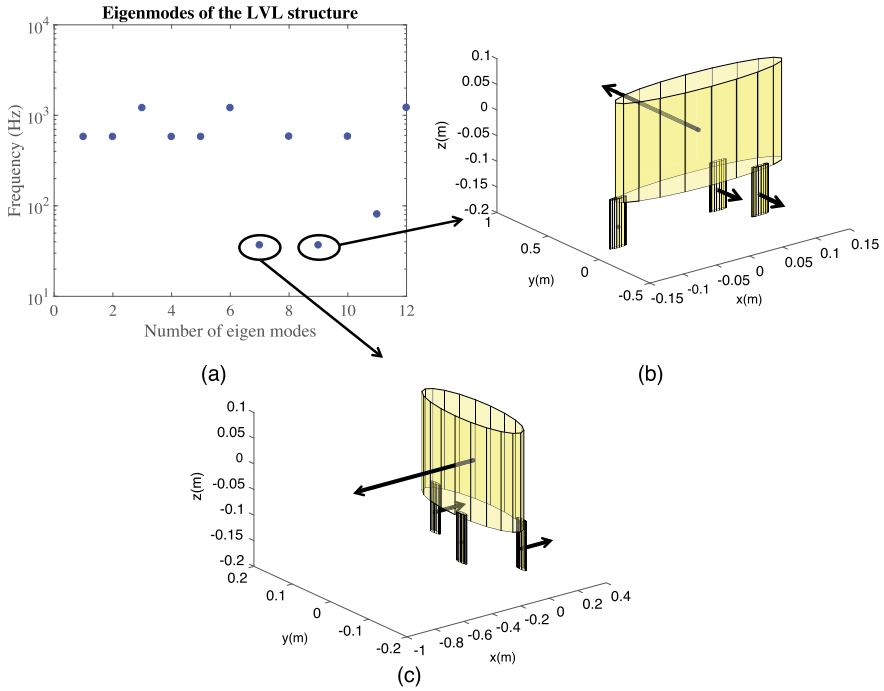 Eigenmodes of the LVL structure
10^4
10^3
10^2
10^1
Frequency (Hz)
0 2 4 6 8 10 12
Number of eigen modes
(a)
0.1
0.05
0
-0.05
-0.1
-0.15
-0.2
z(m)
1
0.5
0
-0.5
y(m)
-0.15 -0.1 -0.05 0 0.05 0.1 0.15
x(m)
(b)
0.1
0.05
0
-0.05
-0.1
-0.15
-0.2
z(m)
0.2
0.1
0
-0.1
-0.2
y(m)
-1 -0.8 -0.6 -0.4 -0.2 0 0.2 0.4
x(m)
(c)